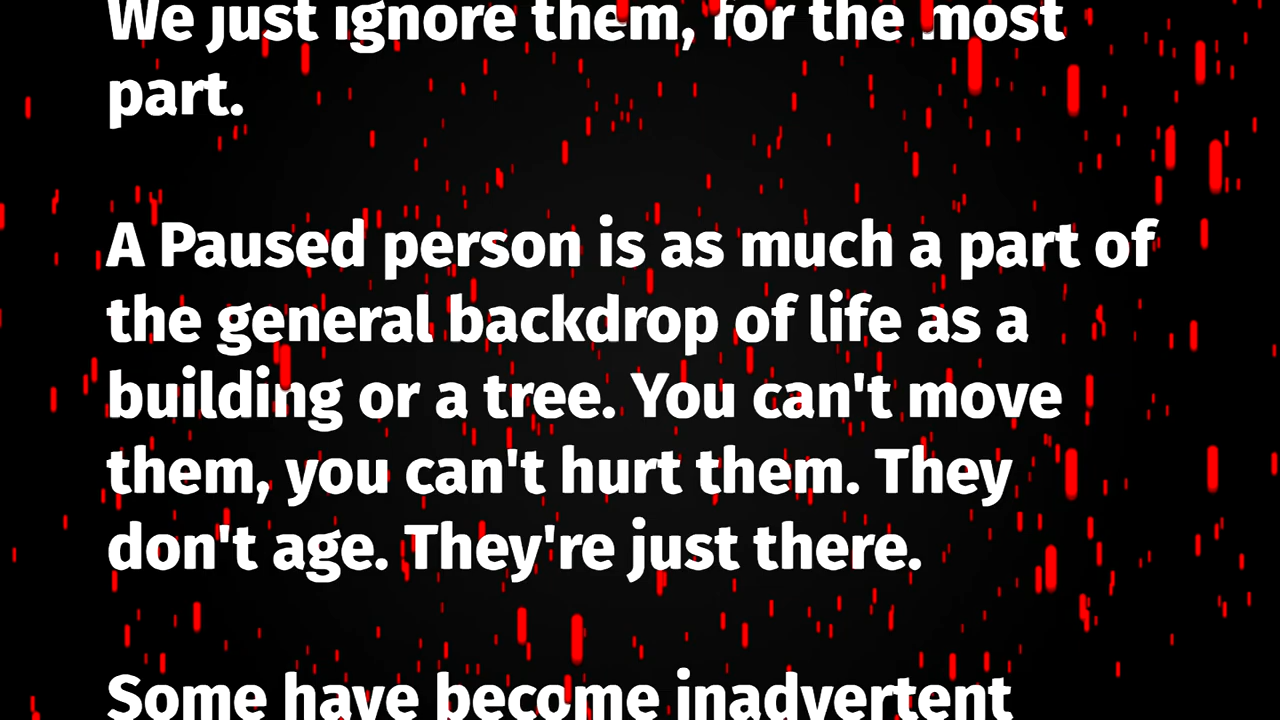 We just ignore them, for the most
part.
A Paused person is as much a part of
the general backdrop of life as a
building or a tree. You can't move
them, you can't hurt them. They
don't age. They're just there.
Some have become inadvertent